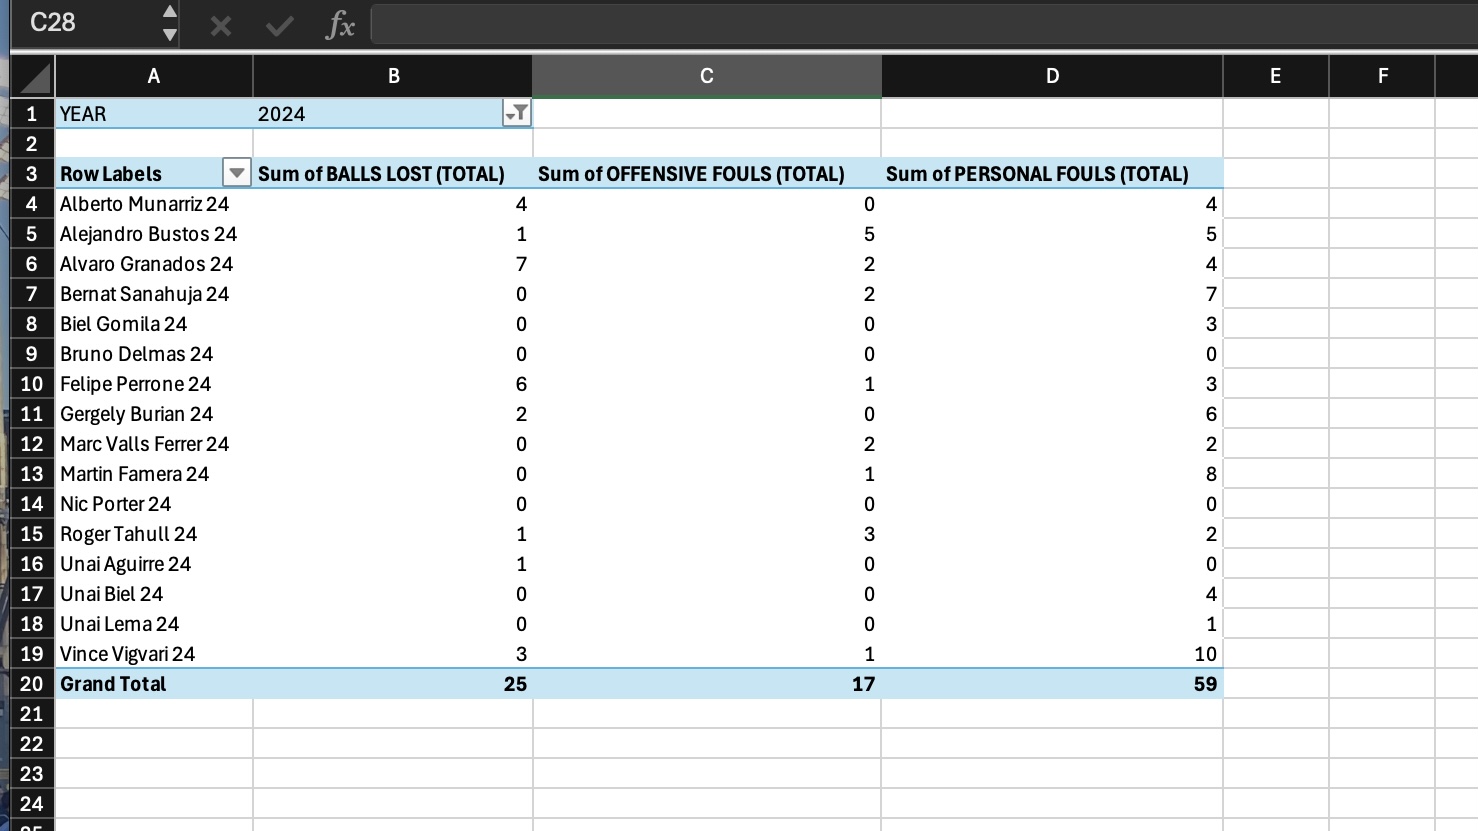 C28 fx
A B C D E F
1 YEAR 2024
2
3 Row Labels Sum of BALLS LOST (TOTAL) Sum of OFFENSIVE FOULS (TOTAL) Sum of PERSONAL FOULS (TOTAL)
4 Alberto Munarriz 24 4 0 4
5 Alejandro Bustos 24 1 5 5
6 Alvaro Granados 24 7 2 4
7 Bernat Sanahuja 24 0 2 7
8 Biel Gomila 24 0 0 3
9 Bruno Delmas 24 0 0 0
10 Felipe Perrone 24 6 1 3
11 Gergely Burian 24 2 0 6
12 Marc Valls Ferrer 24 0 2 2
13 Martin Famera 24 0 1 8
14 Nic Porter 24 0 0 0
15 Roger Tahull 24 1 3 2
16 Unai Aguirre 24 1 0 0
17 Unai Biel 24 0 0 4
18 Unai Lema 24 0 0 1
19 Vince Vigvari 24 3 1 10
20 Grand Total 25 17 59
21
22
23
24
25